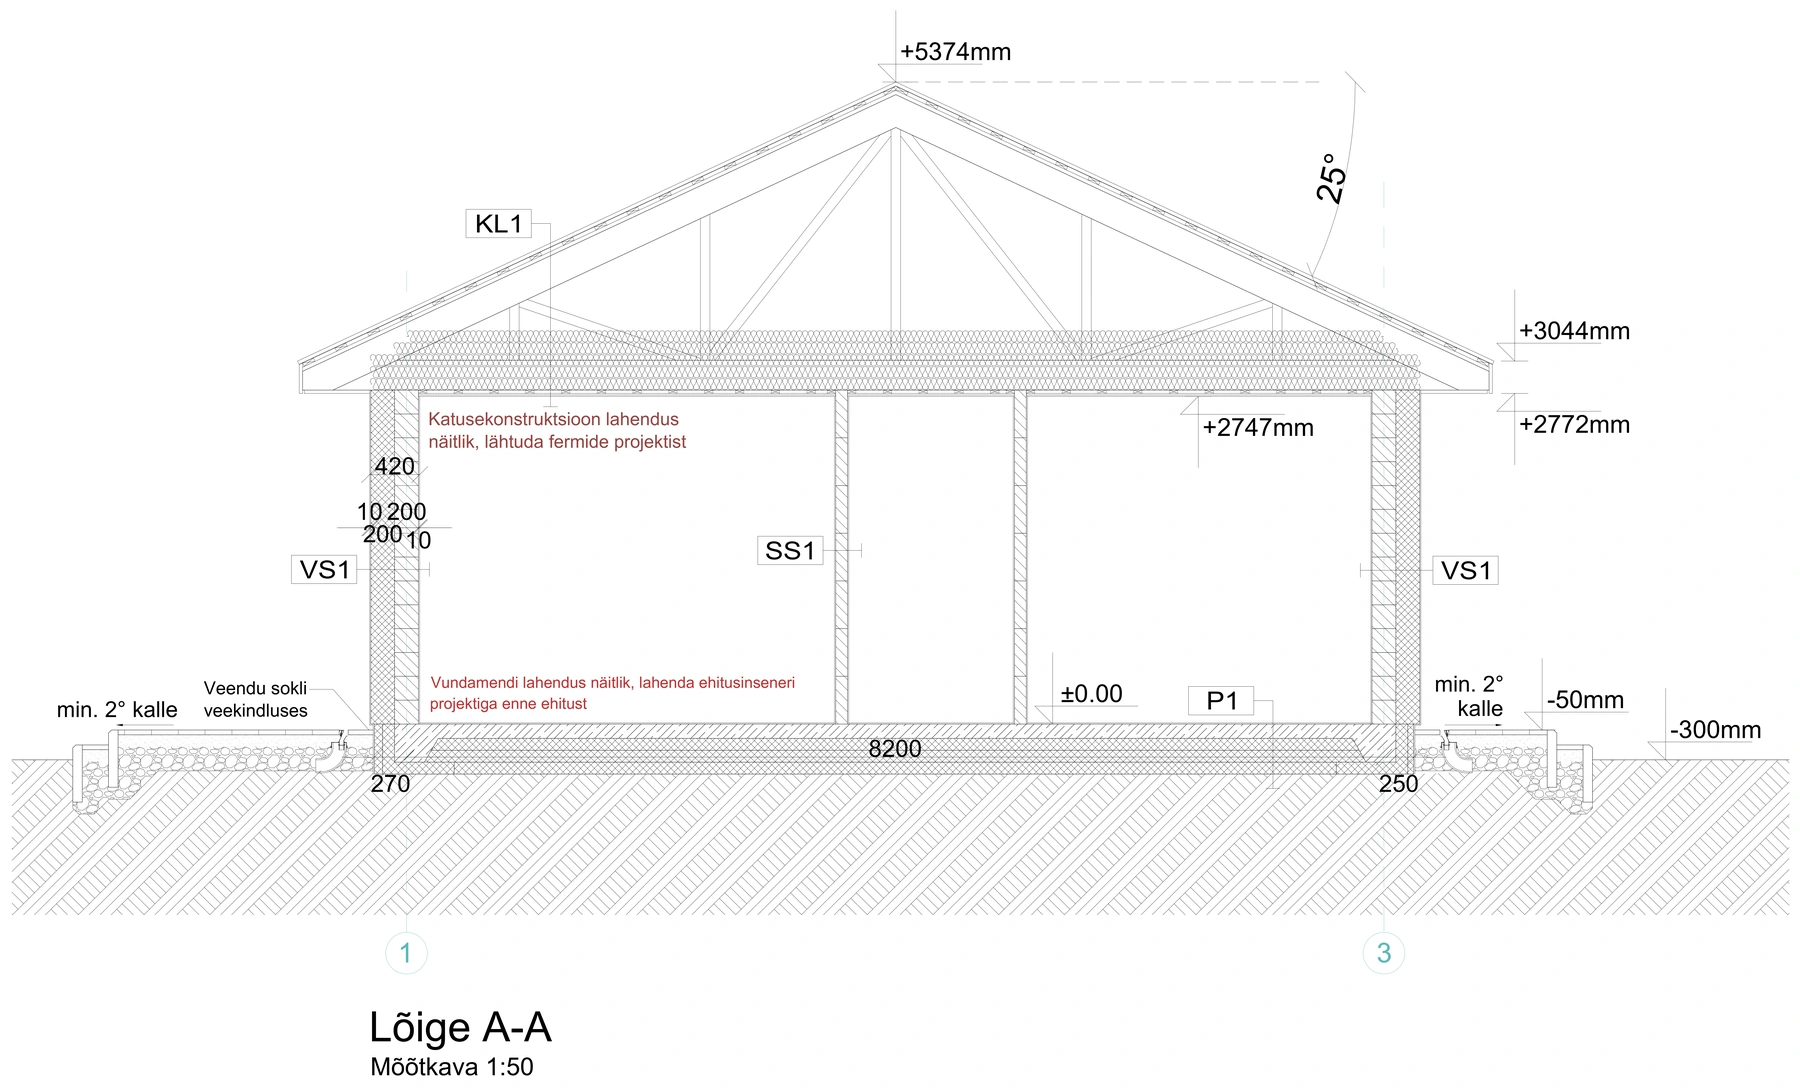 +5374mm
25°
KL1
+3044mm
Katusekonstruktsioon lahendus
näitlik, lähtuda fermide projektist
+2747mm
+2772mm
420
10 200
200 10
VS1
SS1
VS1
Veendu sokli
veekindluses
min. 2° kalle
Vundamendi lahendus näitlik, lahenda ehitusinseneri
projektiga enne ehitust
±0.00
P1
min. 2°
kalle
-50mm
-300mm
8200
270
250
1
3
Lõige A-A
Mõõtkava 1:50